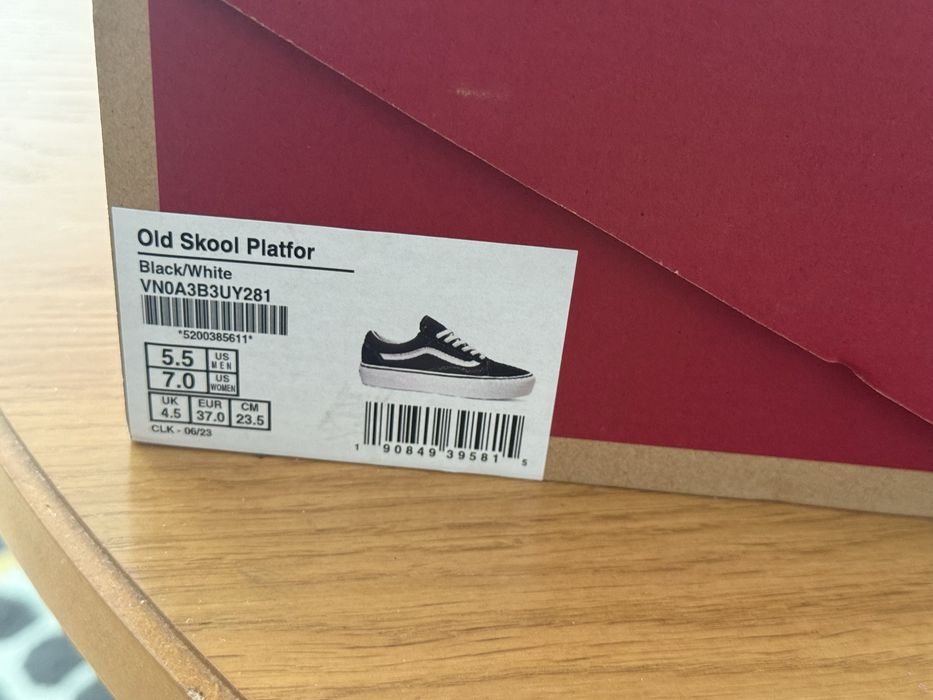 Old Skool Platfor
Black/White
VN0A3B3UY281
*5200385611*
5.5 US MEN
7.0 US WOMEN
UK EUR CM
4.5 37.0 23.5
CLK - 06/23
1 90849 39581 5